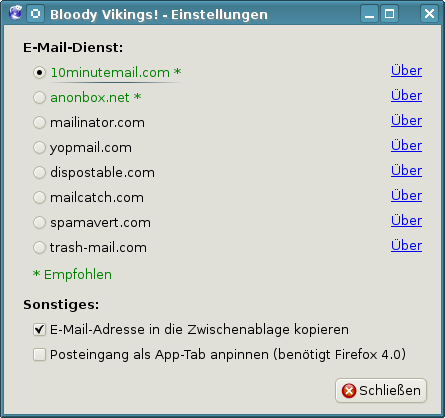 Bloody Vikings! - Einstellungen
E-Mail-Dienst:
10minutemail.com * Über
anonbox.net * Über
mailinator.com Über
yopmail.com Über
dispostable.com Über
mailcatch.com Über
spamavert.com Über
trash-mail.com Über
* Empfohlen
Sonstiges:
E-Mail-Adresse in die Zwischenablage kopieren
Posteingang als App-Tab anpinnen (benötigt Firefox 4.0)
Schließen